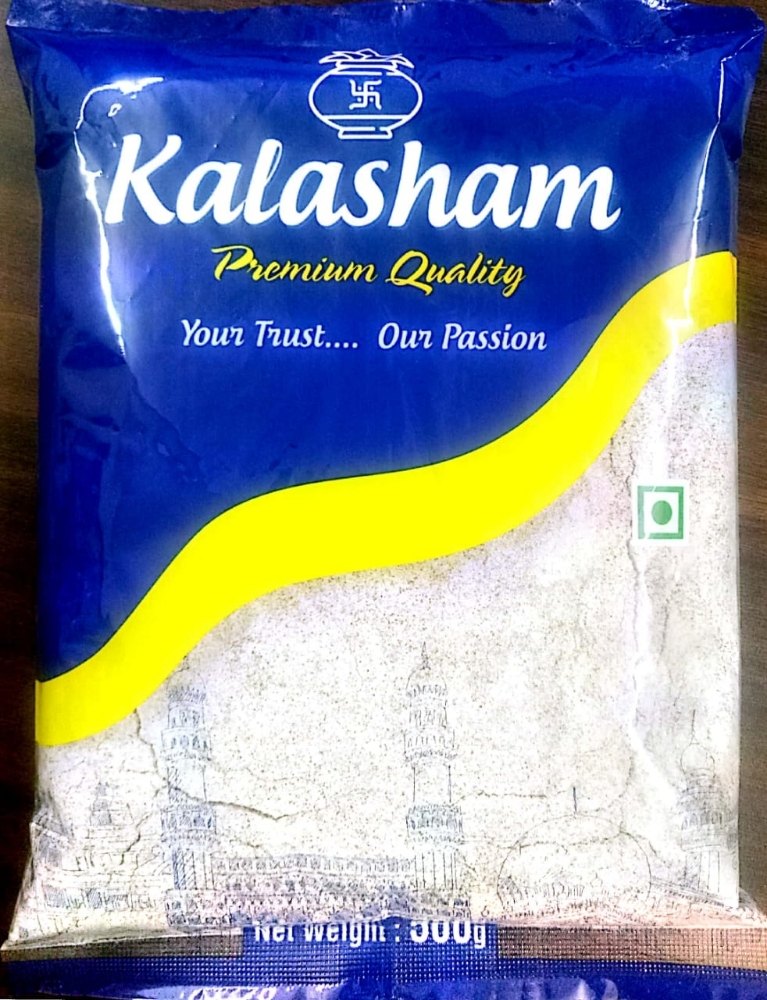 Kalasham
Premium Quality
Your Trust.... Our Passion
Net Weight : 500g